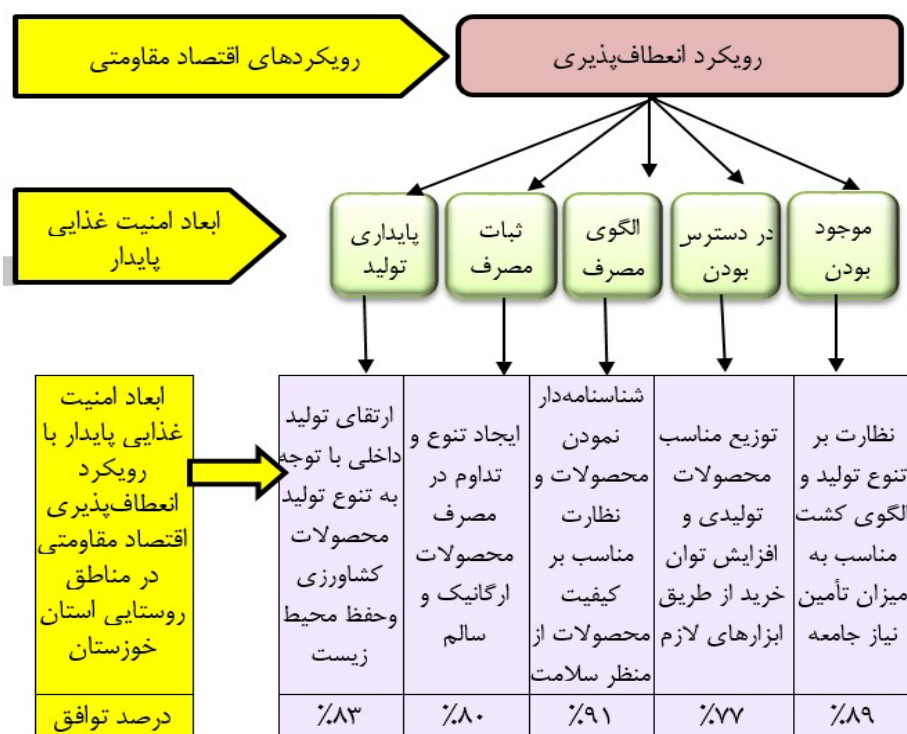 رویکرد انعطاف‌پذیری
رویکردهای اقتصاد مقاومتی
موجود
بودن
در دسترس
بودن
الگوی
مصرف
ثبات
مصرف
پایداری
تولید
ابعاد امنیت غذایی
پایدار
نظارت بر
تنوع تولید و
الگوی کشت
مناسب به
میزان تأمین
نیاز جامعه
توزیع مناسب
محصولات
تولیدی و
افزایش توان
خرید از طریق
ابزارهای لازم
شناسنامه‌دار
نمودن
محصولات و
نظارت
مناسب بر
کیفیت
محصولات از
منظر سلامت
ایجاد تنوع و
تداوم در
مصرف
محصولات
ارگانیک و
سالم
ارتقای تولید
داخلی با توجه
به تنوع تولید
محصولات
کشاورزی
وحفظ محیط
زیست
ابعاد امنیت
غذایی پایدار با
رویکرد
انعطاف‌پذیری
اقتصاد مقاومتی
در مناطق
روستایی استان
خوزستان
٪۸۹
٪۷۷
٪۹۱
٪۸۰
٪۸۳
درصد توافق